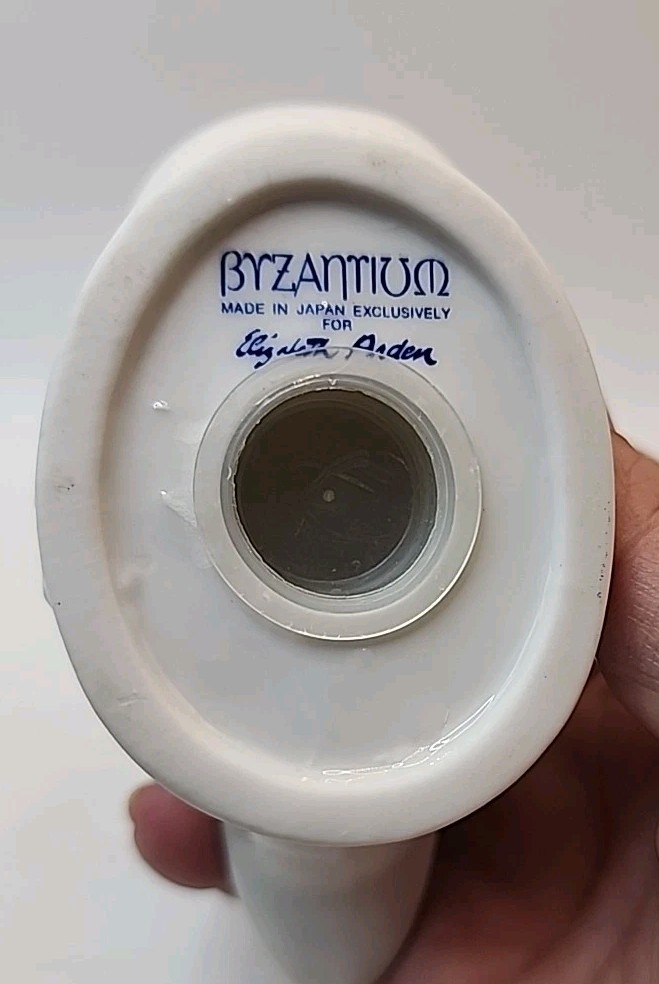 BYZANTIUM
MADE IN JAPAN EXCLUSIVELY
FOR
Elizabeth Arden